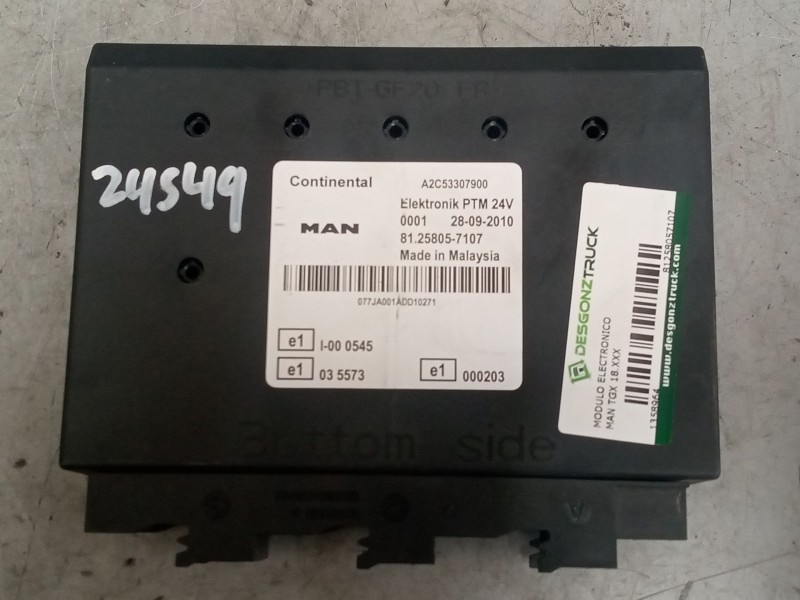 PBT-GF20 FR
24549
Continental A2C53307900
Elektronik PTM 24V
MAN 0001 28-09-2010
81.25805-7107
Made in Malaysia
077JA001ADD10271
e1 I-00 0545
e1 03 5573 e1 000203
Bottom side
DESGONZTRUCK
MODULO ELECTRONICO
MAN TGX 18.XXX
1358964 81258057107
www.desgonztruck.com